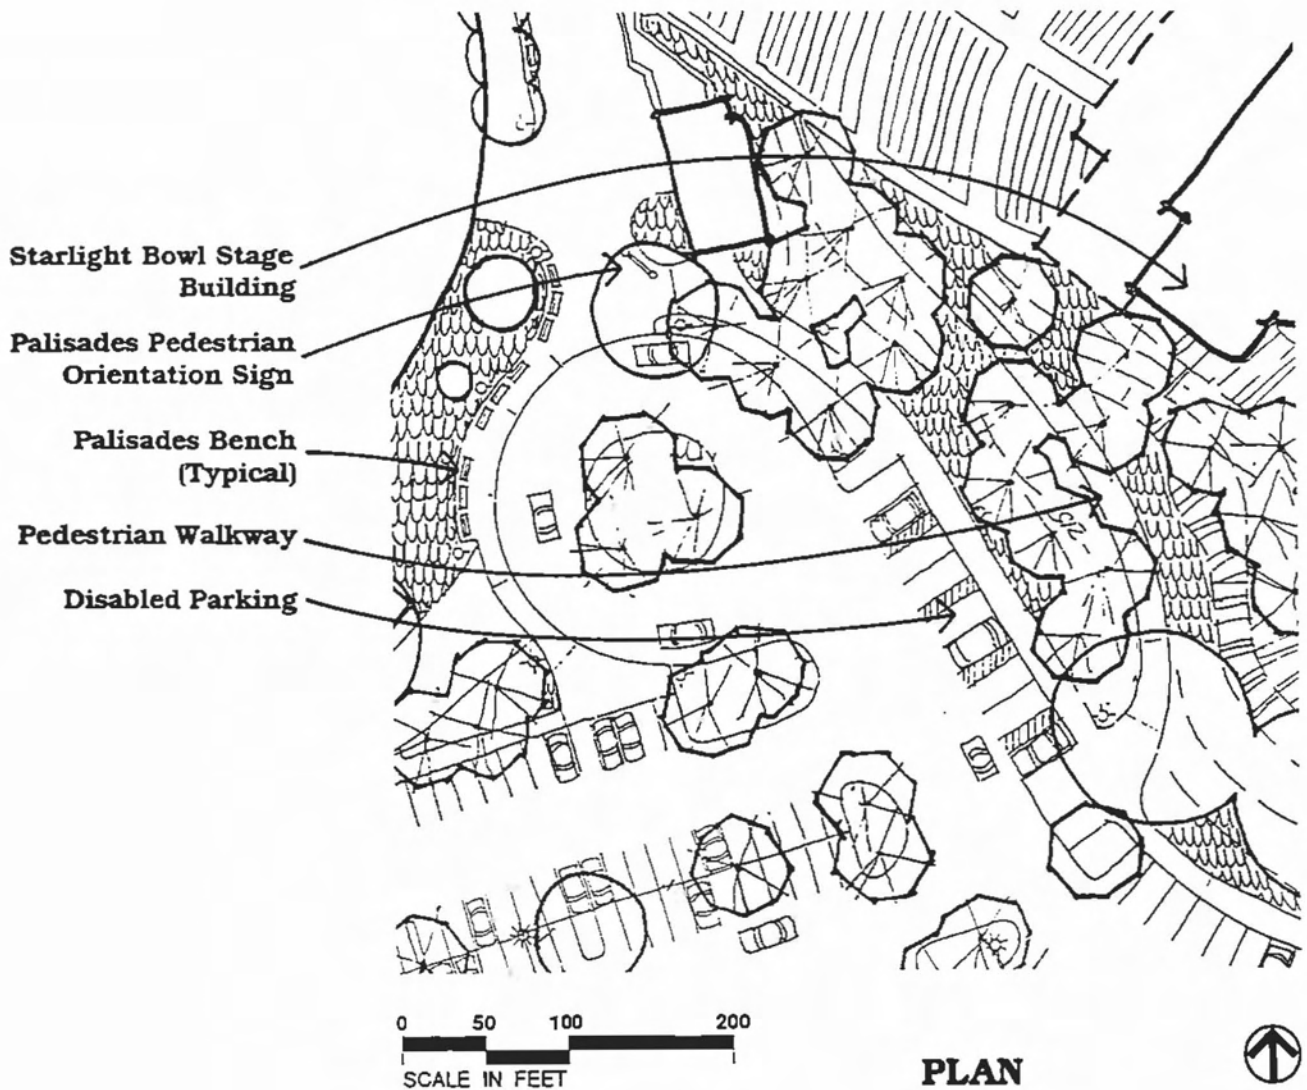 Starlight Bowl Stage
Building
Palisades Pedestrian
Orientation Sign
Palisades Bench
(Typical)
Pedestrian Walkway
Disabled Parking
0 50 100 200
SCALE IN FEET
PLAN